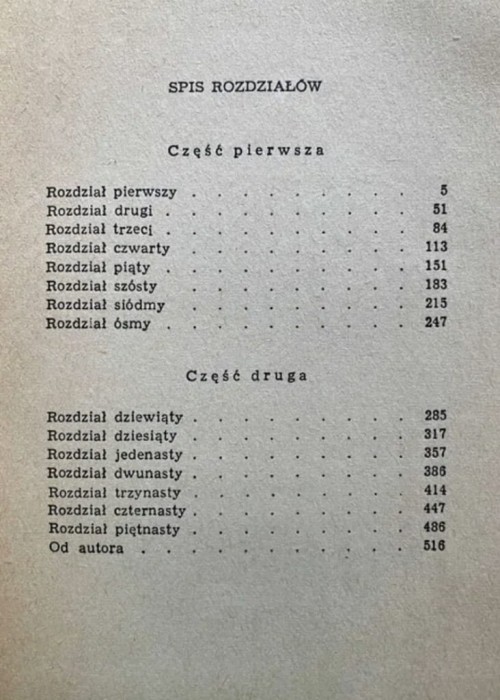 SPIS ROZDZIAŁÓW
Część pierwsza
Rozdział pierwszy . . . . . . . . . 5
Rozdział drugi . . . . . . . . . . 51
Rozdział trzeci . . . . . . . . . . 84
Rozdział czwarty . . . . . . . . . 113
Rozdział piąty . . . . . . . . . . 151
Rozdział szósty . . . . . . . . . 183
Rozdział siódmy . . . . . . . . . 215
Rozdział ósmy . . . . . . . . . . 247
Część druga
Rozdział dziewiąty . . . . . . . . . 285
Rozdział dziesiąty . . . . . . . . . 317
Rozdział jedenasty . . . . . . . . . 357
Rozdział dwunasty . . . . . . . . . 386
Rozdział trzynasty . . . . . . . . . 414
Rozdział czternasty . . . . . . . . . 447
Rozdział piętnasty . . . . . . . . . 486
Od autora . . . . . . . . . . . 516